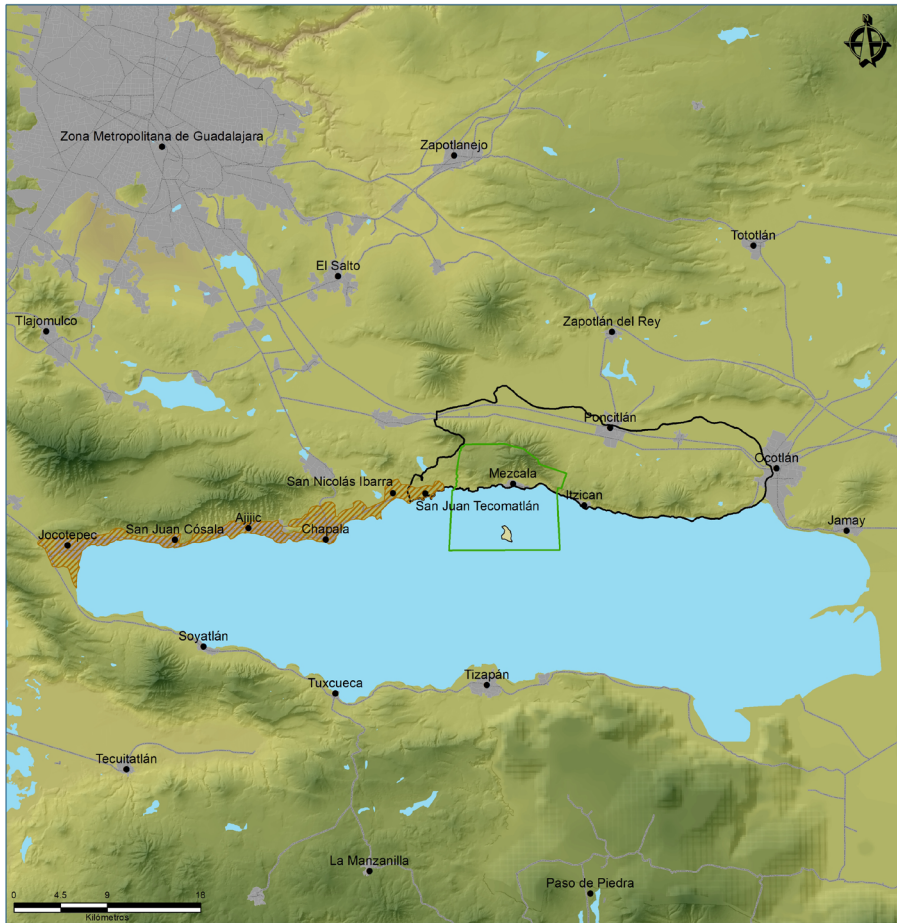 Zona Metropolitana de Guadalajara
Zapotlanejo
Tototlán
El Salto
Tlajomulco
Zapotlán del Rey
Poncitlán
Ocotlán
Mezcala
San Nicolás Ibarra
Itzican
San Juan Tecomatlán
Ajijic
San Juan Cósala
Chapala
Jamay
Jocotepec
Soyatlán
Tizapán
Tuxcueca
Tecuitatlán
La Manzanilla
Paso de Piedra
0 4.5 9 18
Kilómetros